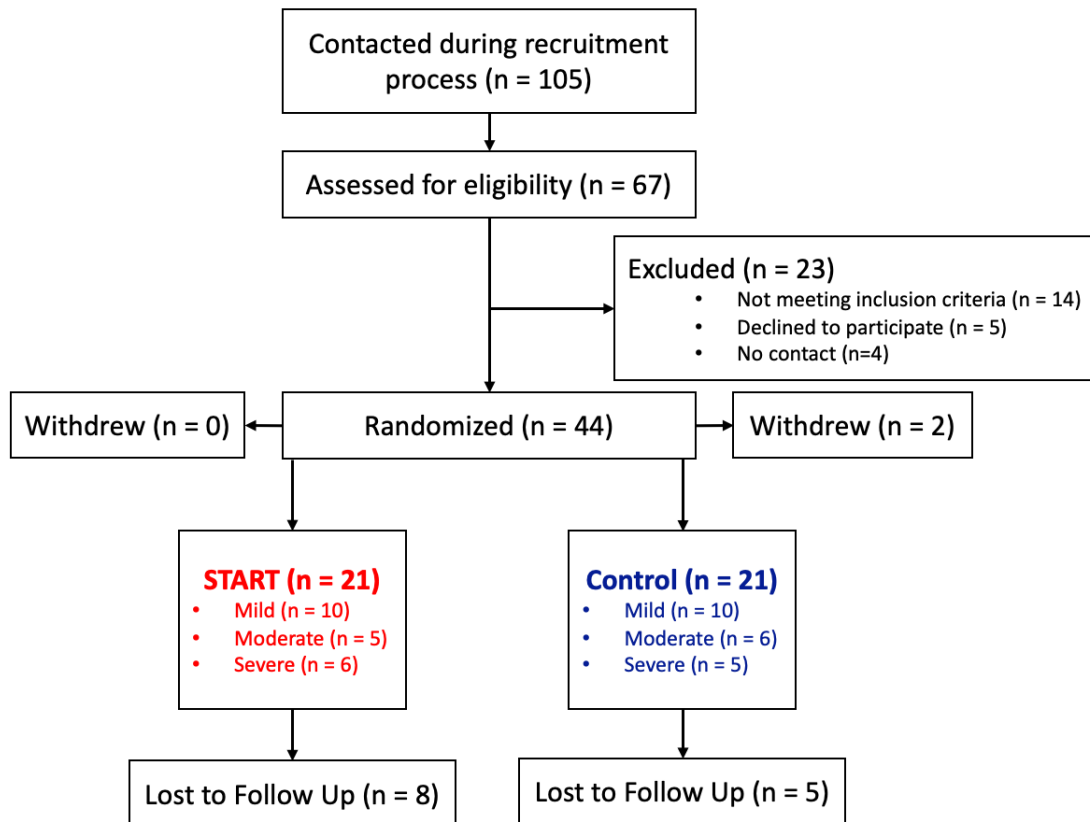 Contacted during recruitment
process (n = 105)
Assessed for eligibility (n = 67)
Excluded (n = 23)
• Not meeting inclusion criteria (n = 14)
• Declined to participate (n = 5)
• No contact (n=4)
Withdrew (n = 0)
Randomized (n = 44)
Withdrew (n = 2)
START (n = 21)
• Mild (n = 10)
• Moderate (n = 5)
• Severe (n = 6)
Control (n = 21)
• Mild (n = 10)
• Moderate (n = 6)
• Severe (n = 5)
Lost to Follow Up (n = 8)
Lost to Follow Up (n = 5)